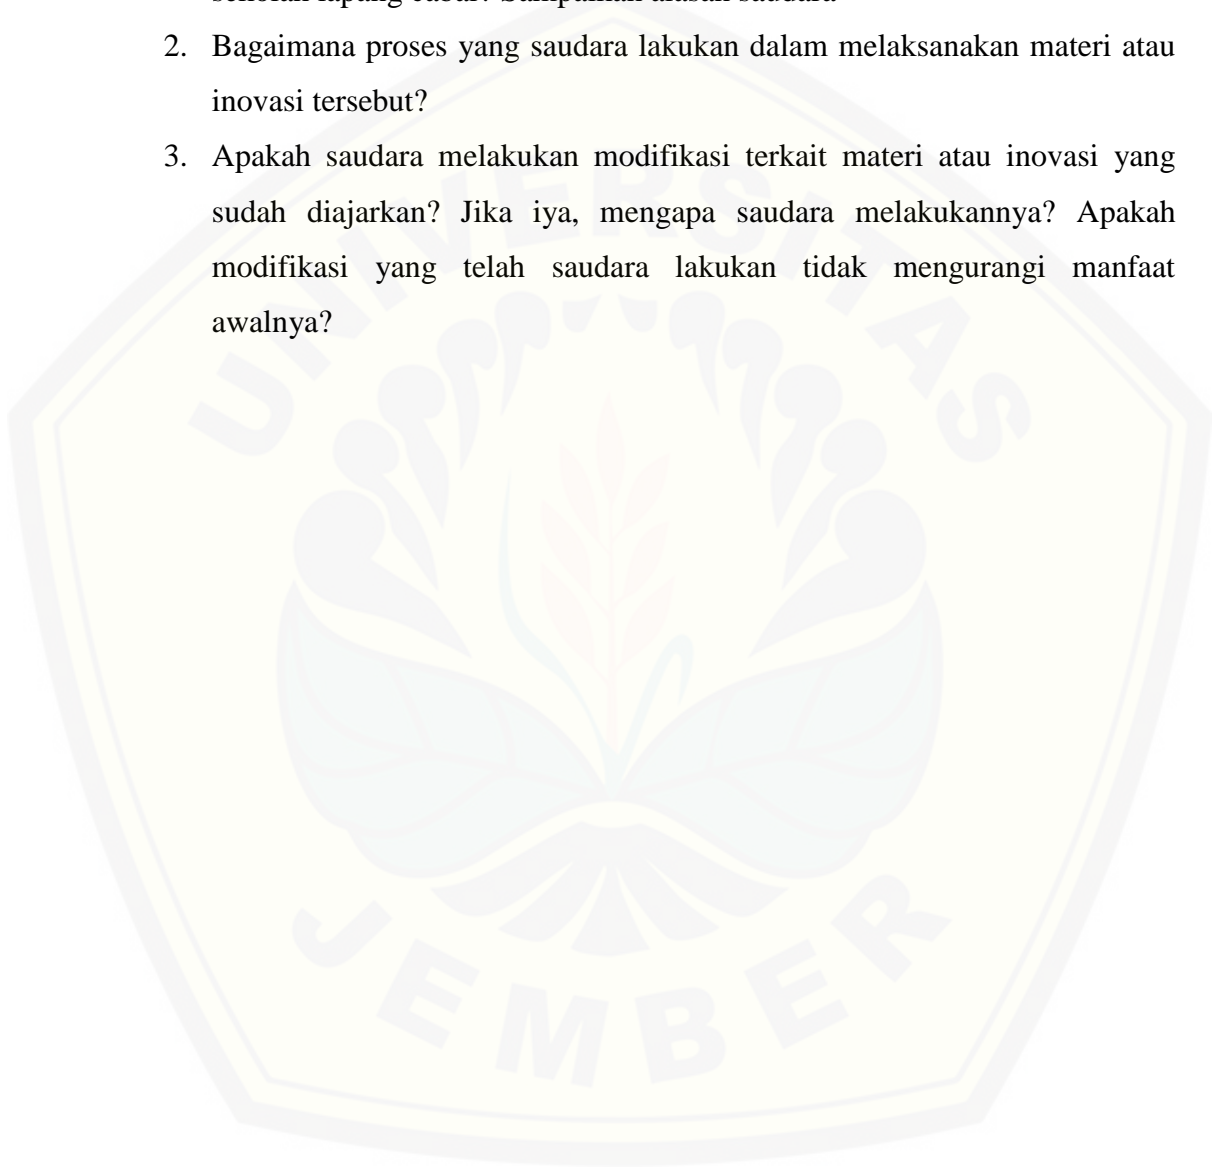 2. Bagaimana proses yang saudara lakukan dalam melaksanakan materi atau
inovasi tersebut?
3. Apakah saudara melakukan modifikasi terkait materi atau inovasi yang
sudah diajarkan? Jika iya, mengapa saudara melakukannya? Apakah
modifikasi yang telah saudara lakukan tidak mengurangi manfaat
awalnya?
UNIVERSITAS
JEMBER